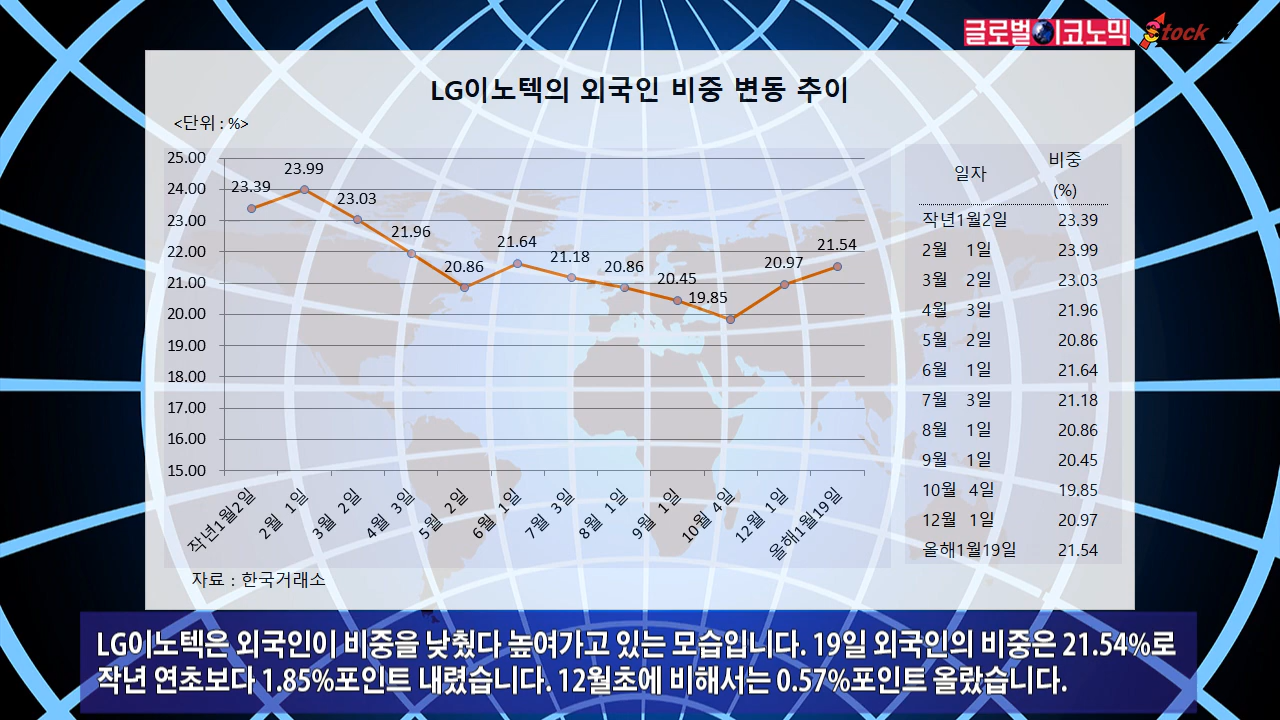 글로벌이코노믹 Stock
LG이노텍의 외국인 비중 변동 추이
<단위 : %>
25.00
24.00
23.00
22.00
21.00
20.00
19.00
18.00
17.00
16.00
15.00
23.39
23.99
23.03
21.96
20.86
21.64
21.18
20.86
20.45
19.85
20.97
21.54
작년1월2일
2월 1일
3월 2일
4월 3일
5월 2일
6월 1일
7월 3일
8월 1일
9월 1일
10월 4일
12월 1일
올해1월19일
자료 : 한국거래소
일자 비중 (%)
작년1월2일 23.39
2월 1일 23.99
3월 2일 23.03
4월 3일 21.96
5월 2일 20.86
6월 1일 21.64
7월 3일 21.18
8월 1일 20.86
9월 1일 20.45
10월 4일 19.85
12월 1일 20.97
올해1월19일 21.54
LG이노텍은 외국인이 비중을 낮췄다 높여가고 있는 모습입니다. 19일 외국인의 비중은 21.54%로
작년 연초보다 1.85%포인트 내렸습니다. 12월초에 비해서는 0.57%포인트 올랐습니다.